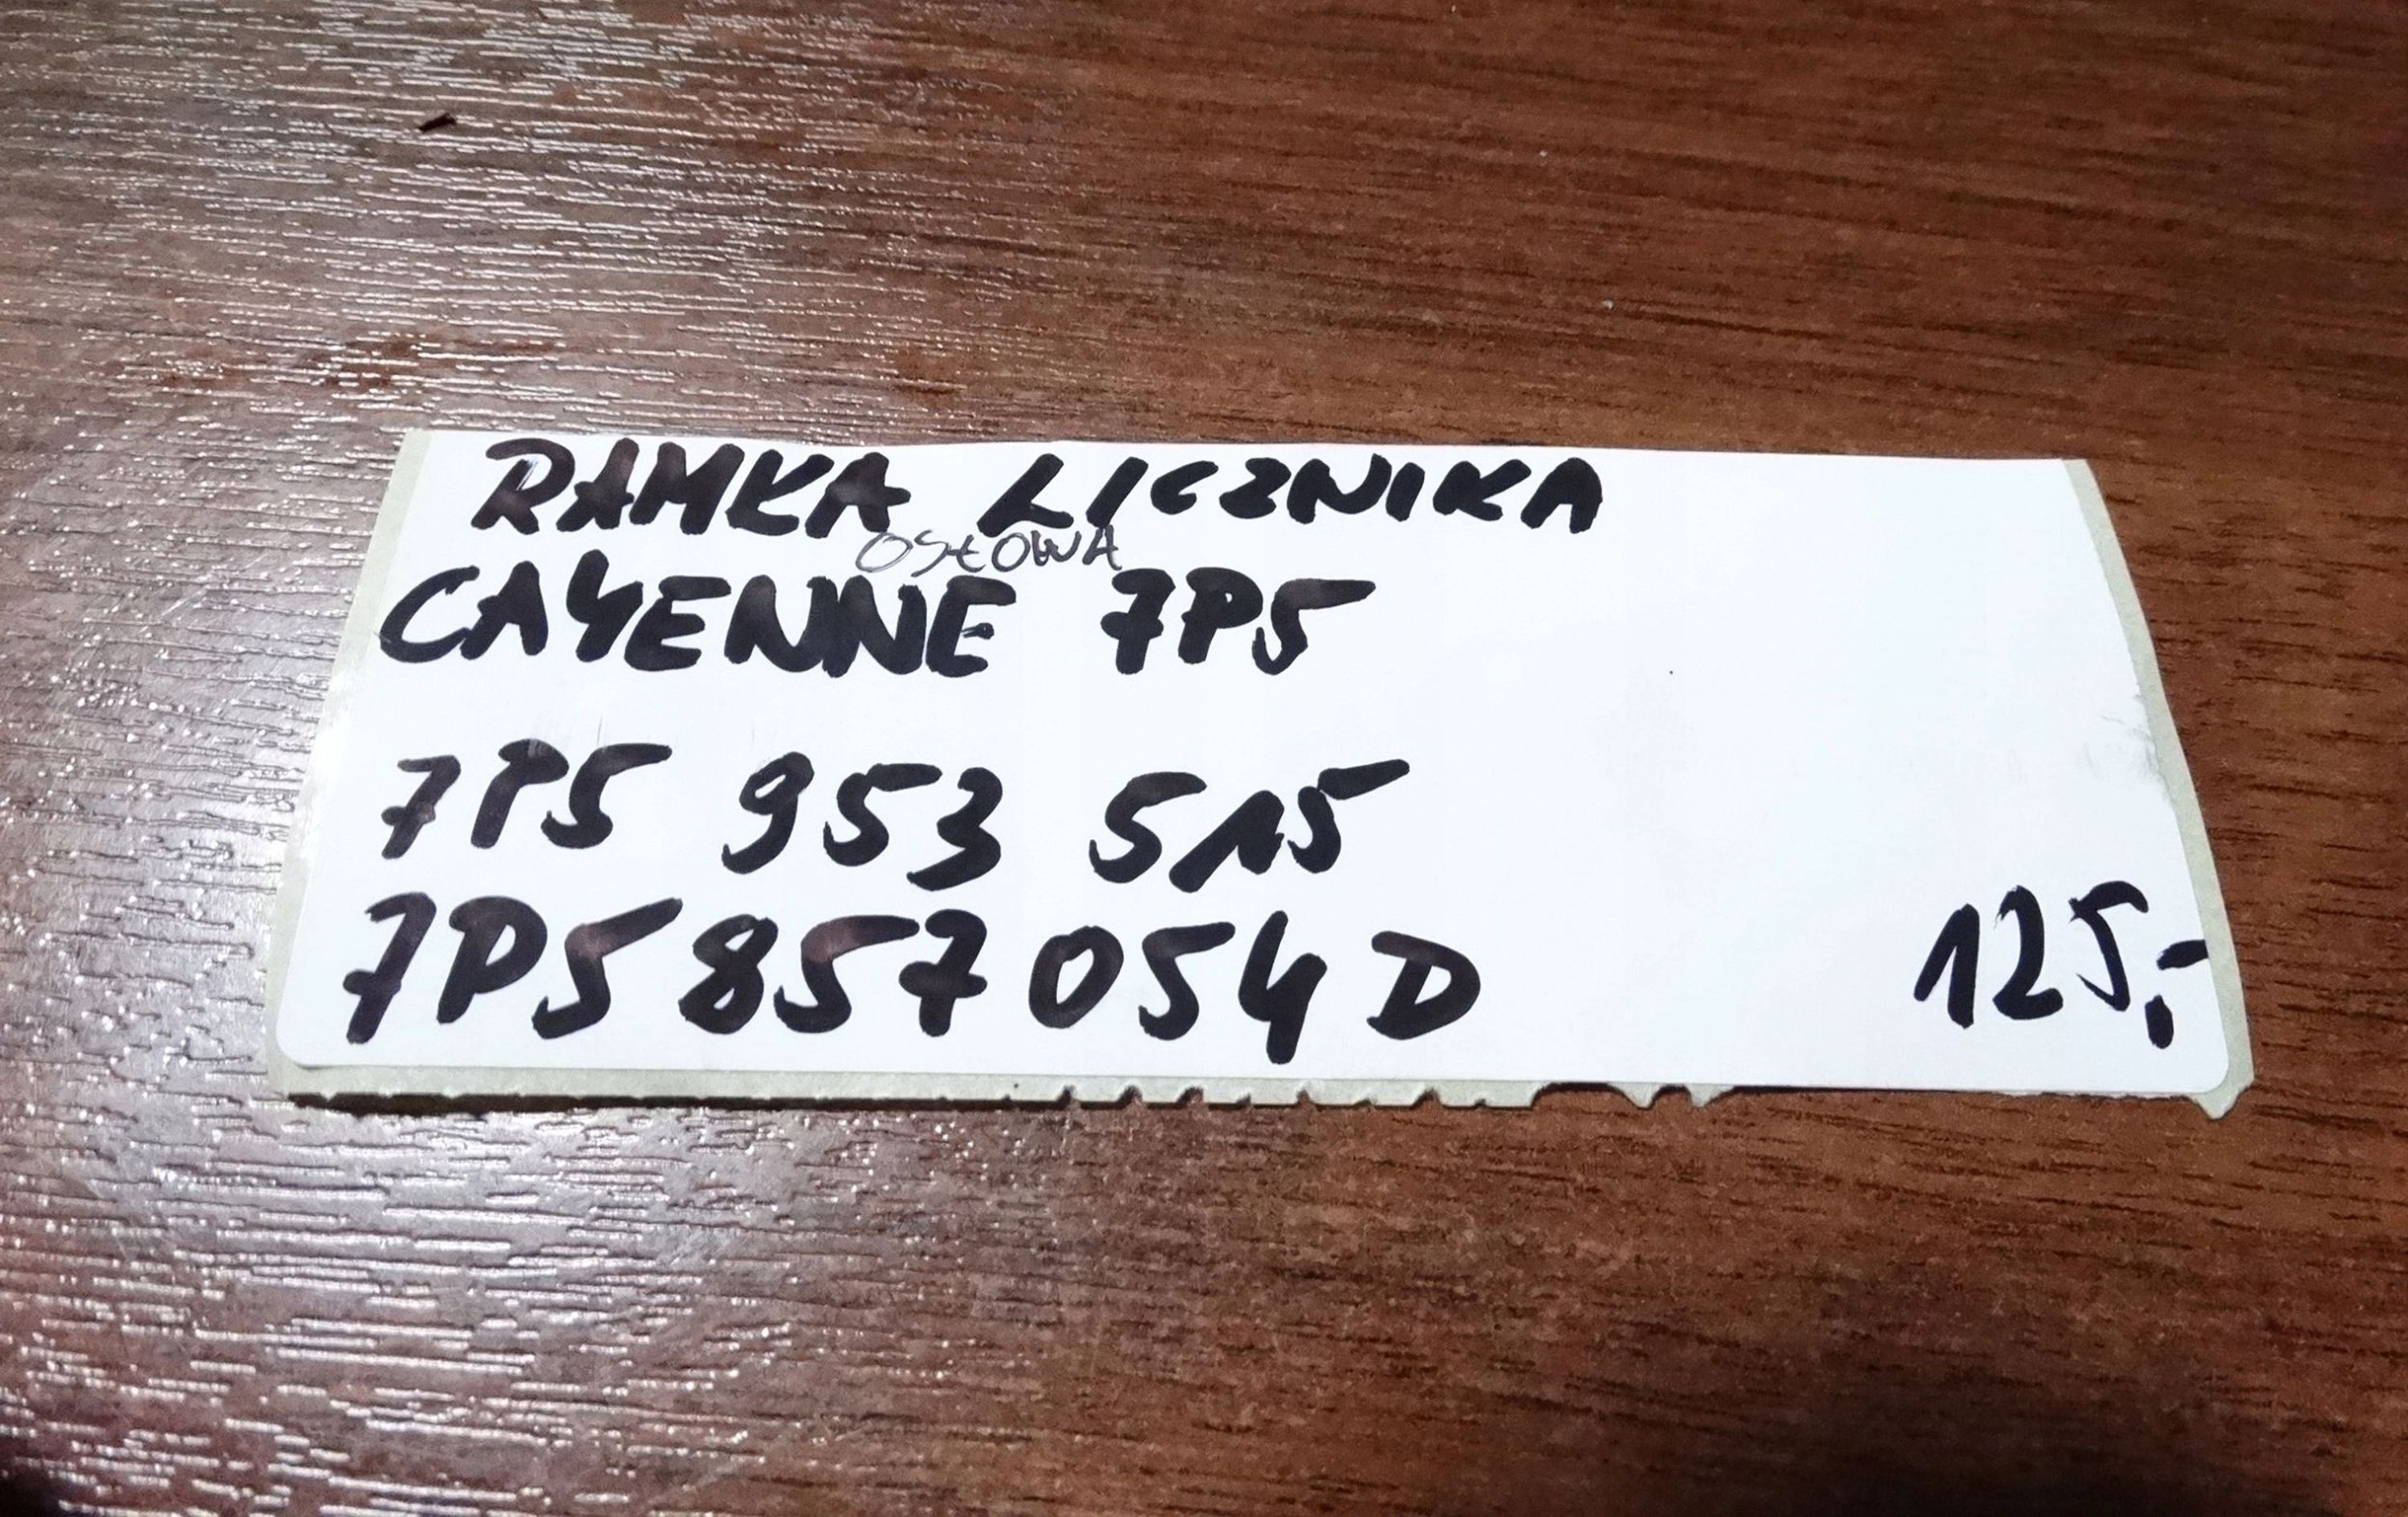 RAMKA LICZNIKA
OSŁOWA
CAYENNE 7P5
7P5 953 515
7P5 857 054 D
125,-